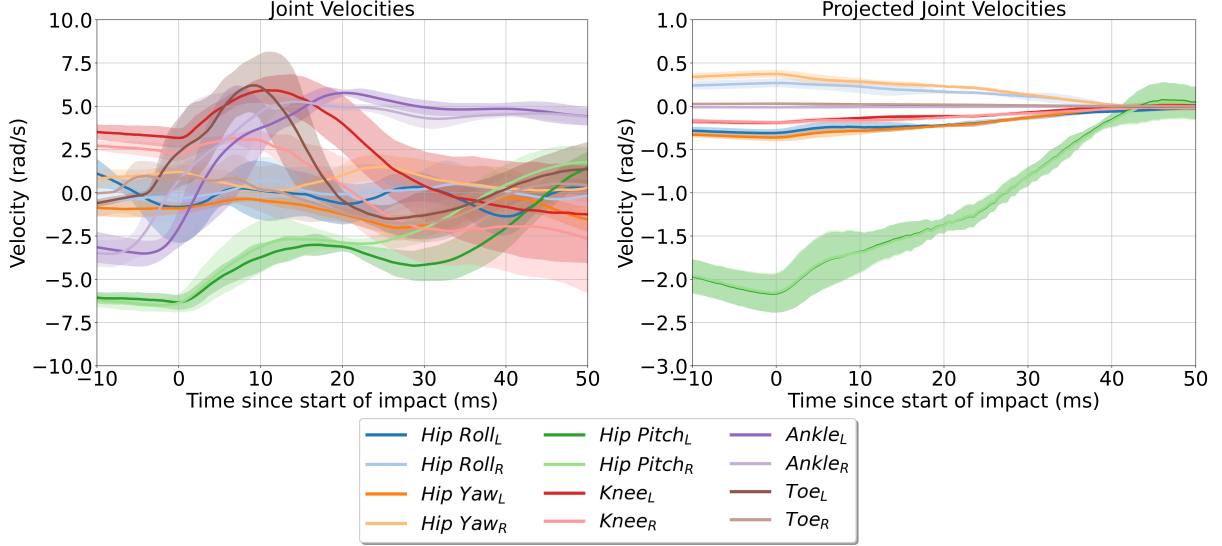 Joint Velocities
10.0
7.5
5.0
2.5
0.0
−2.5
−5.0
−7.5
−10.0
Velocity (rad/s)
−10 0 10 20 30 40 50
Time since start of impact (ms)
Projected Joint Velocities
1.0
0.5
0.0
−0.5
−1.0
−1.5
−2.0
−2.5
−3.0
Velocity (rad/s)
−10 0 10 20 30 40 50
Time since start of impact (ms)
Hip Roll_L
Hip Roll_R
Hip Yaw_L
Hip Yaw_R
Hip Pitch_L
Hip Pitch_R
Knee_L
Knee_R
Ankle_L
Ankle_R
Toe_L
Toe_R